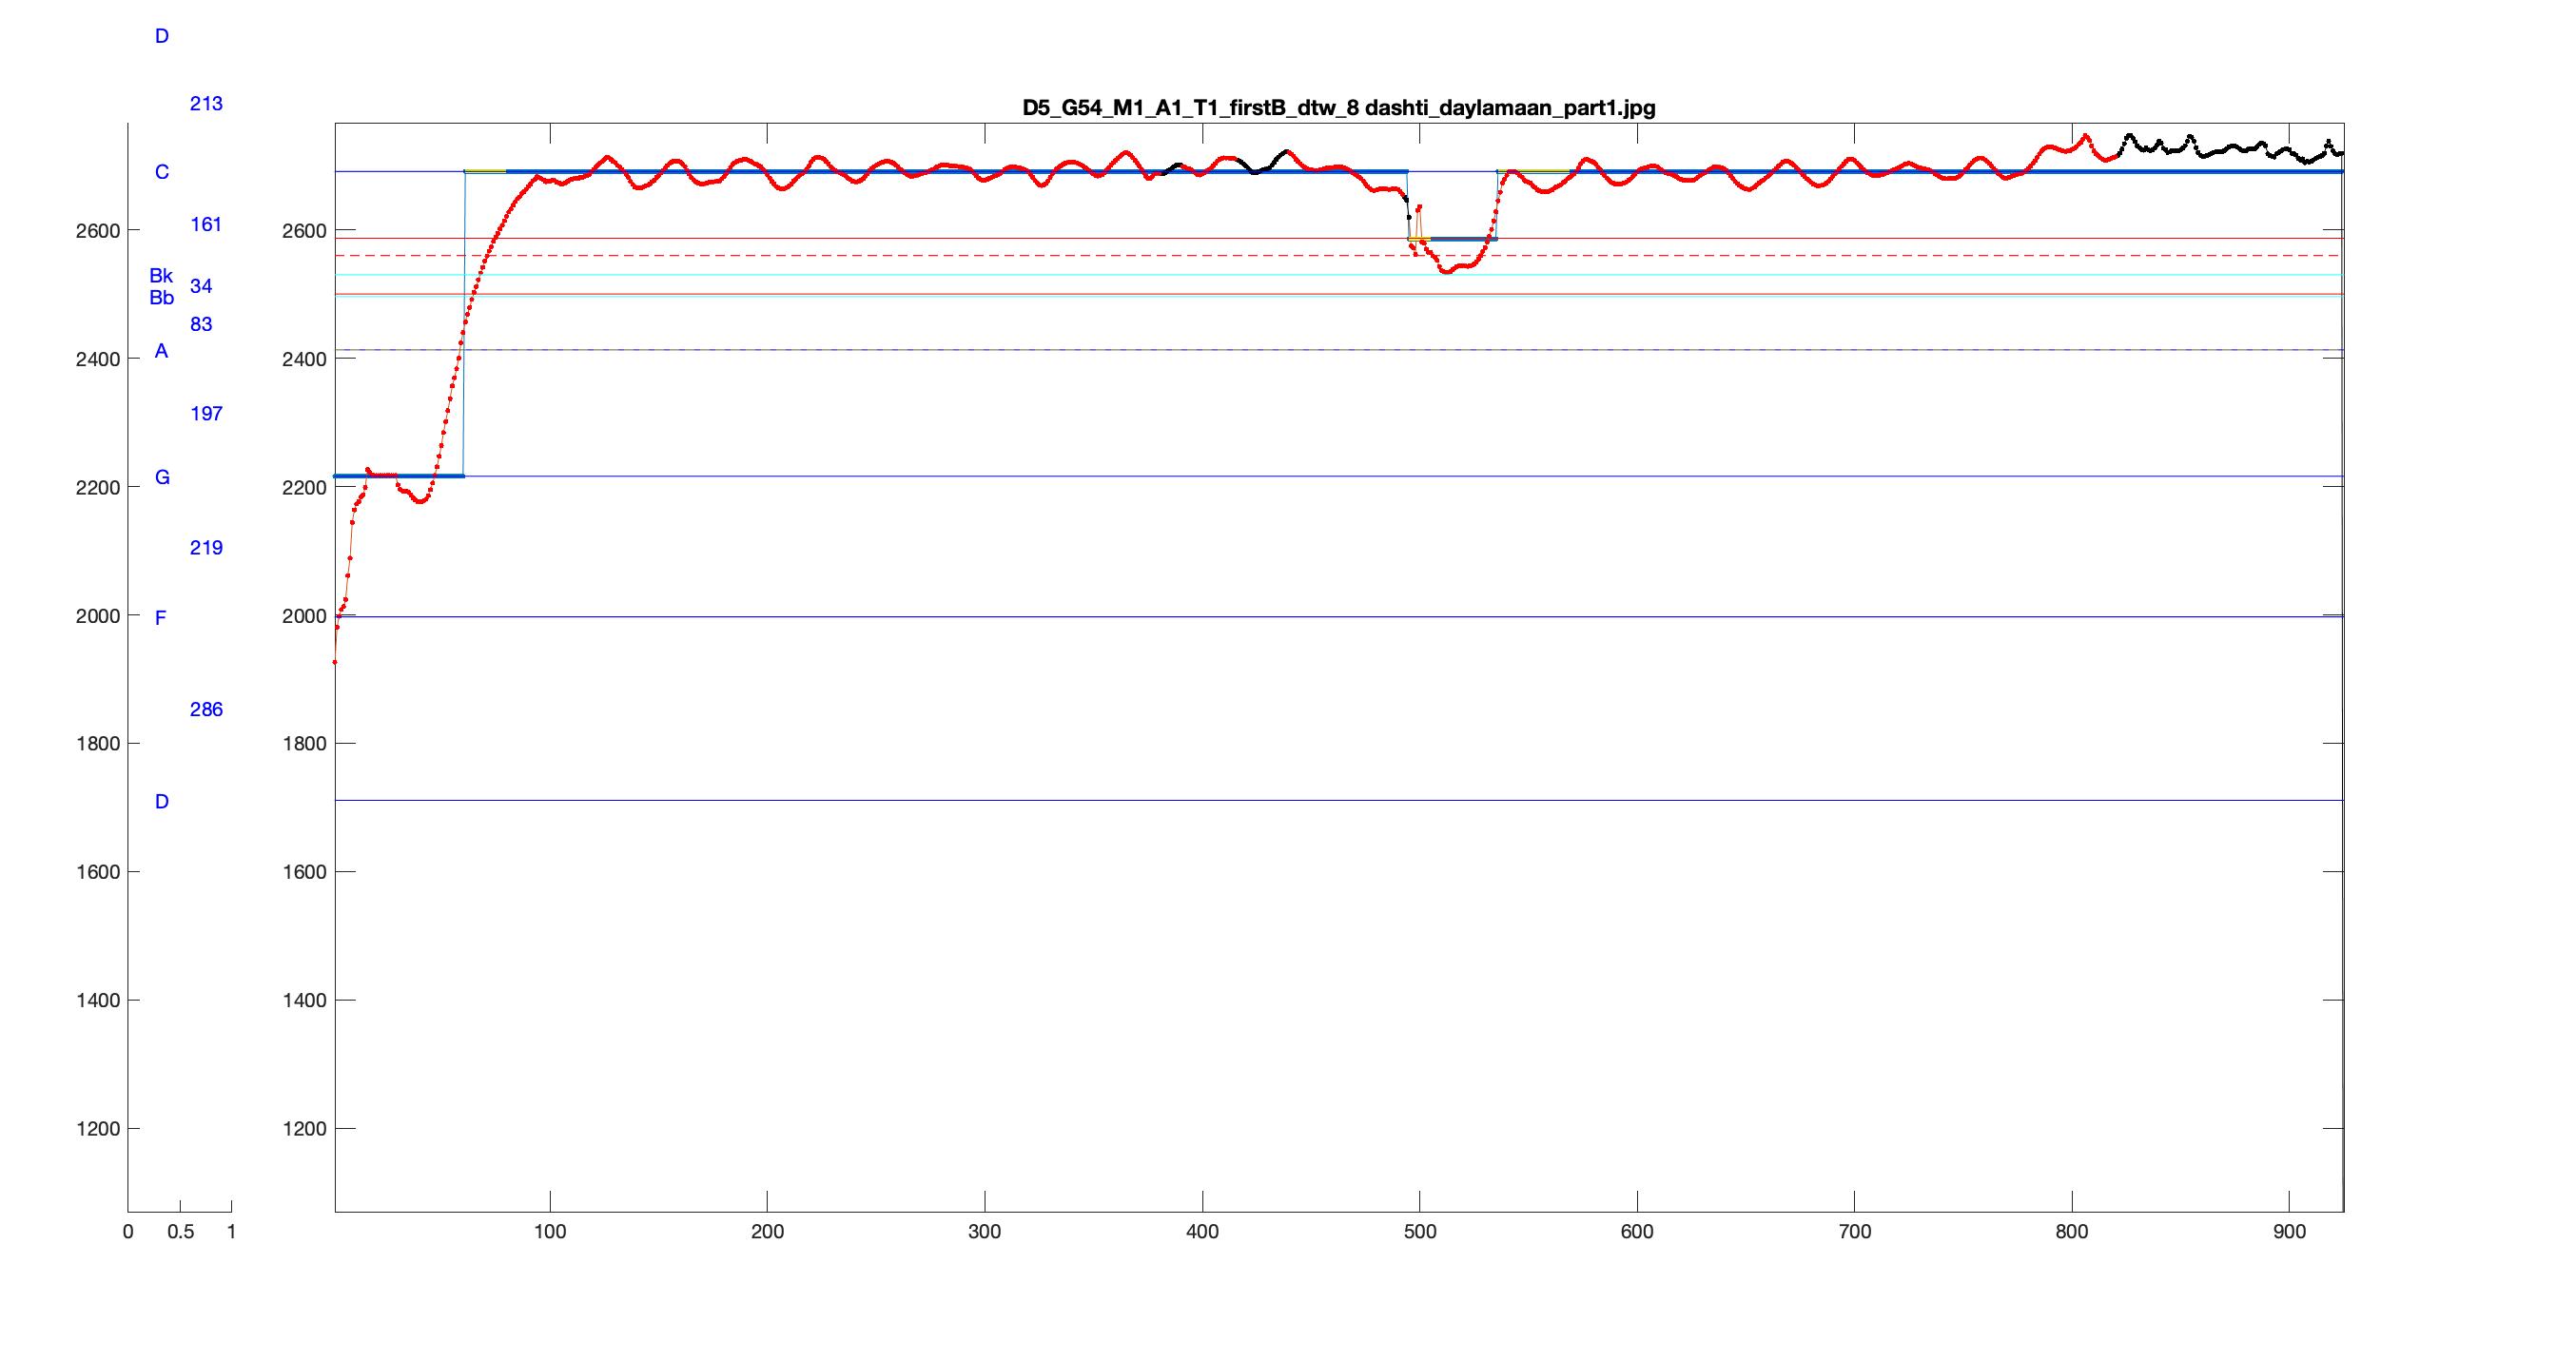 D
213
D5_G54_M1_A1_T1_firstB_dtw_8 dashti_daylamaan_part1.jpg
C
161
2600 2600
Bk
34
Bb
83
A
2400 2400
197
G
2200 2200
219
2000 F 2000
286
1800 1800
D
1600 1600
1400 1400
1200 1200
0 0.5 1 100 200 300 400 500 600 700 800 900